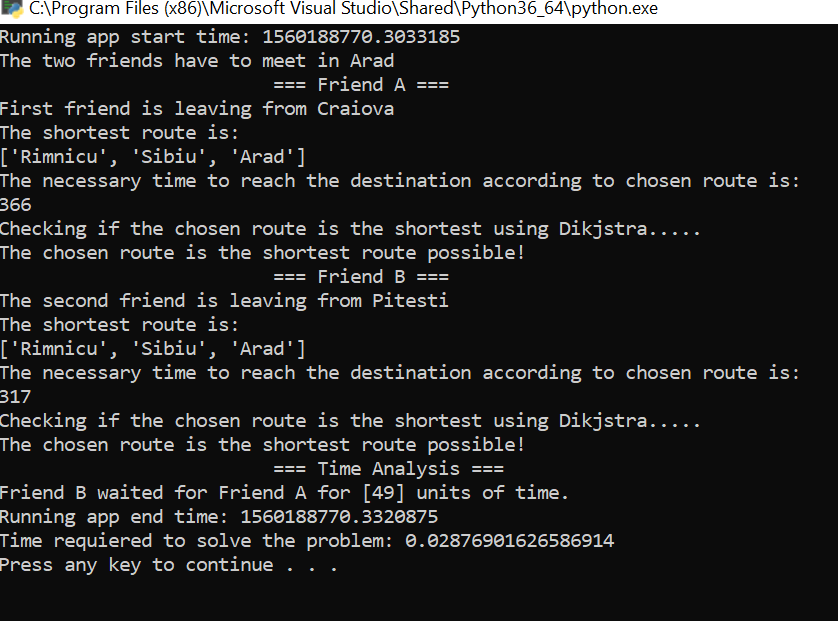 C:\Program Files (x86)\Microsoft Visual Studio\Shared\Python36_64\python.exe
Running app start time: 1560188770.3033185
The two friends have to meet in Arad
=== Friend A ===
First friend is leaving from Craiova
The shortest route is:
['Rimnicu', 'Sibiu', 'Arad']
The necessary time to reach the destination according to chosen route is:
366
Checking if the chosen route is the shortest using Dikjstra.....
The chosen route is the shortest route possible!
=== Friend B ===
The second friend is leaving from Pitesti
The shortest route is:
['Rimnicu', 'Sibiu', 'Arad']
The necessary time to reach the destination according to chosen route is:
317
Checking if the chosen route is the shortest using Dikjstra.....
The chosen route is the shortest route possible!
=== Time Analysis ===
Friend B waited for Friend A for [49] units of time.
Running app end time: 1560188770.3320875
Time requiered to solve the problem: 0.02876901626586914
Press any key to continue . . .